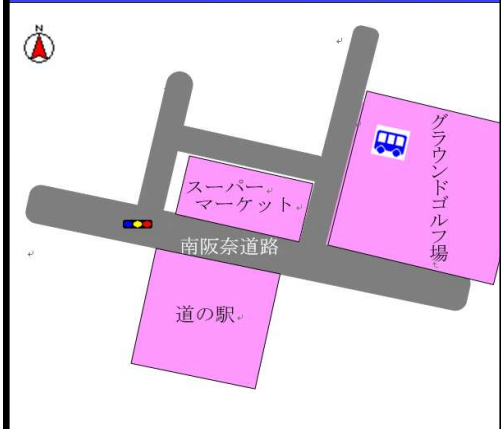 N
グラウンドゴルフ場
スーパー
マーケット
南阪奈道路
道の駅